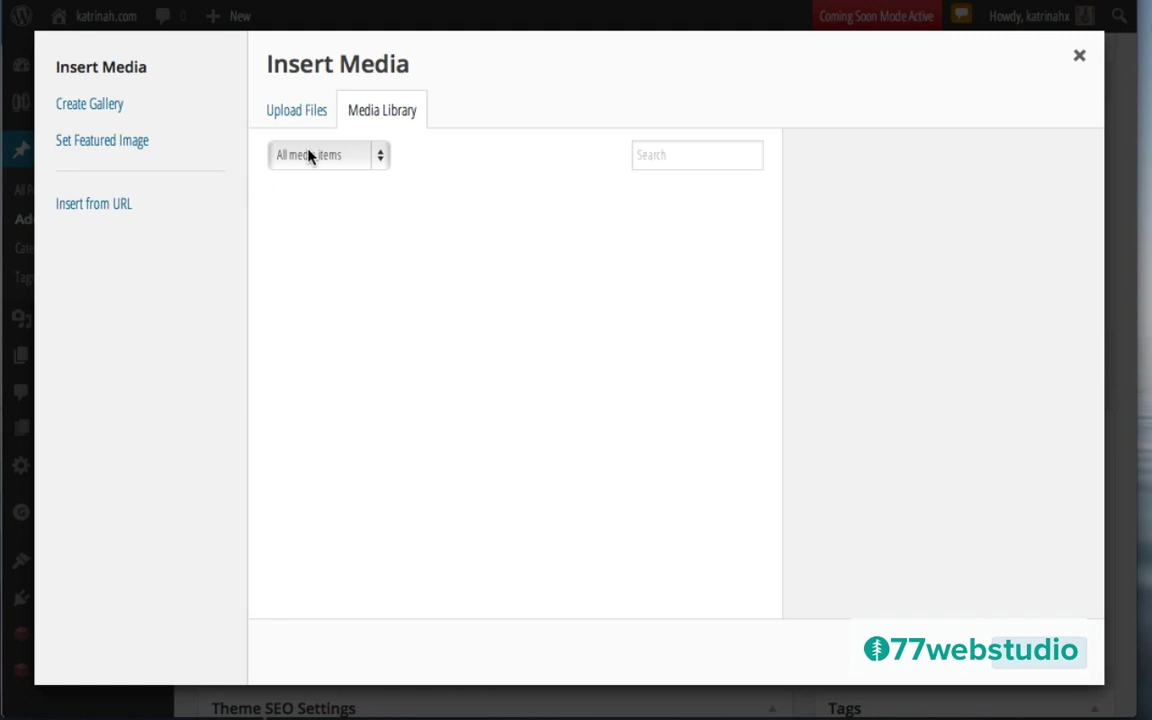 katrinah.com 0 New Coming Soon Mode Active Howdy, katrinahx
Insert Media
Create Gallery
Set Featured Image
Insert from URL
Insert Media
Upload Files Media Library
All media items Search
77webstudio
Theme SEO Settings Tags